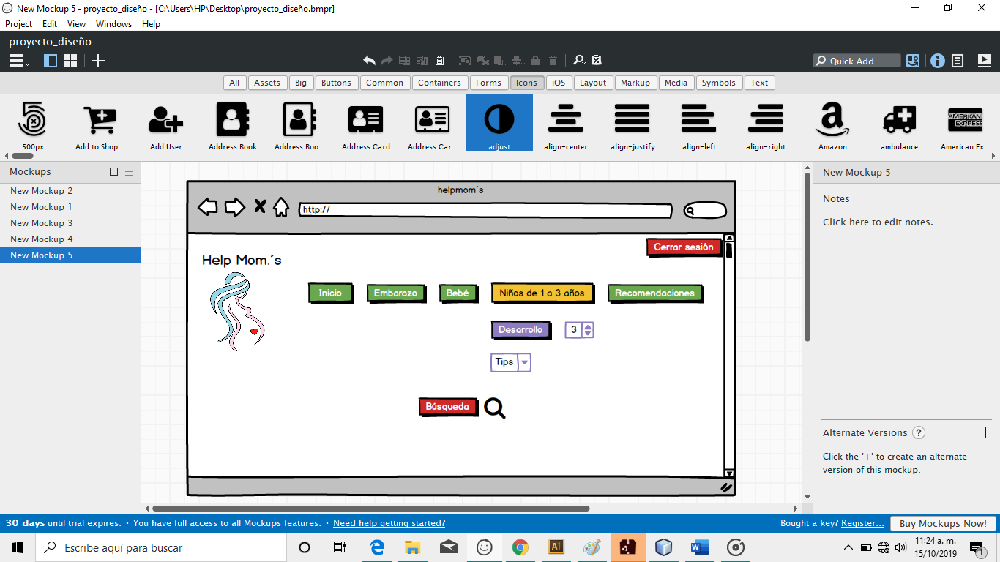 New Mockup 5 - proyecto_diseño - [C:\Users\HP\Desktop\proyecto_diseño.bmpr]
Project Edit View Windows Help
proyecto_diseño
Quick Add
All Assets Big Buttons Common Containers Forms Icons iOS Layout Markup Media Symbols Text
AMERICAN EXPRESS
500px Add to Shop... Add User Address Book Address Boo... Address Card Address Car... adjust align-center align-justify align-left align-right Amazon ambulance American Ex...
Mockups
New Mockup 2
New Mockup 1
New Mockup 3
New Mockup 4
New Mockup 5
helpmom´s
http://
Cerrar sesión
Help Mom.´s
Inicio Embarazo Bebé Niños de 1 a 3 años Recomendaciones
Desarrollo 3
Tips
Búsqueda
New Mockup 5
Notes
Click here to edit notes.
Alternate Versions ?
Click the '+' to create an alternate
version of this mockup.
30 days until trial expires. · You have full access to all Mockups features. · Need help getting started?
Bought a key? Register... Buy Mockups Now!
Escribe aquí para buscar
Ai
11:24 a. m.
15/10/2019
1